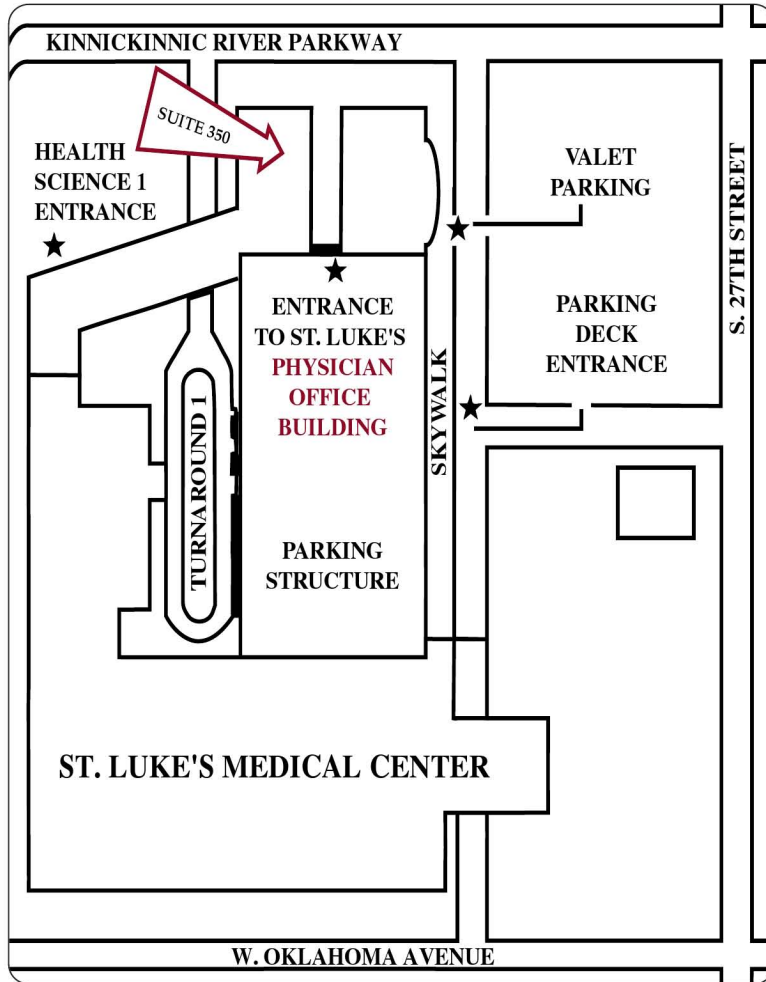 KINNICKINNIC RIVER PARKWAY
SUITE 350
HEALTH
SCIENCE 1
ENTRANCE
VALET
PARKING
S. 27TH STREET
ENTRANCE
TO ST. LUKE'S
PHYSICIAN
OFFICE
BUILDING
PARKING
DECK
ENTRANCE
SKYWALK
TURNAROUND 1
PARKING
STRUCTURE
ST. LUKE'S MEDICAL CENTER
W. OKLAHOMA AVENUE